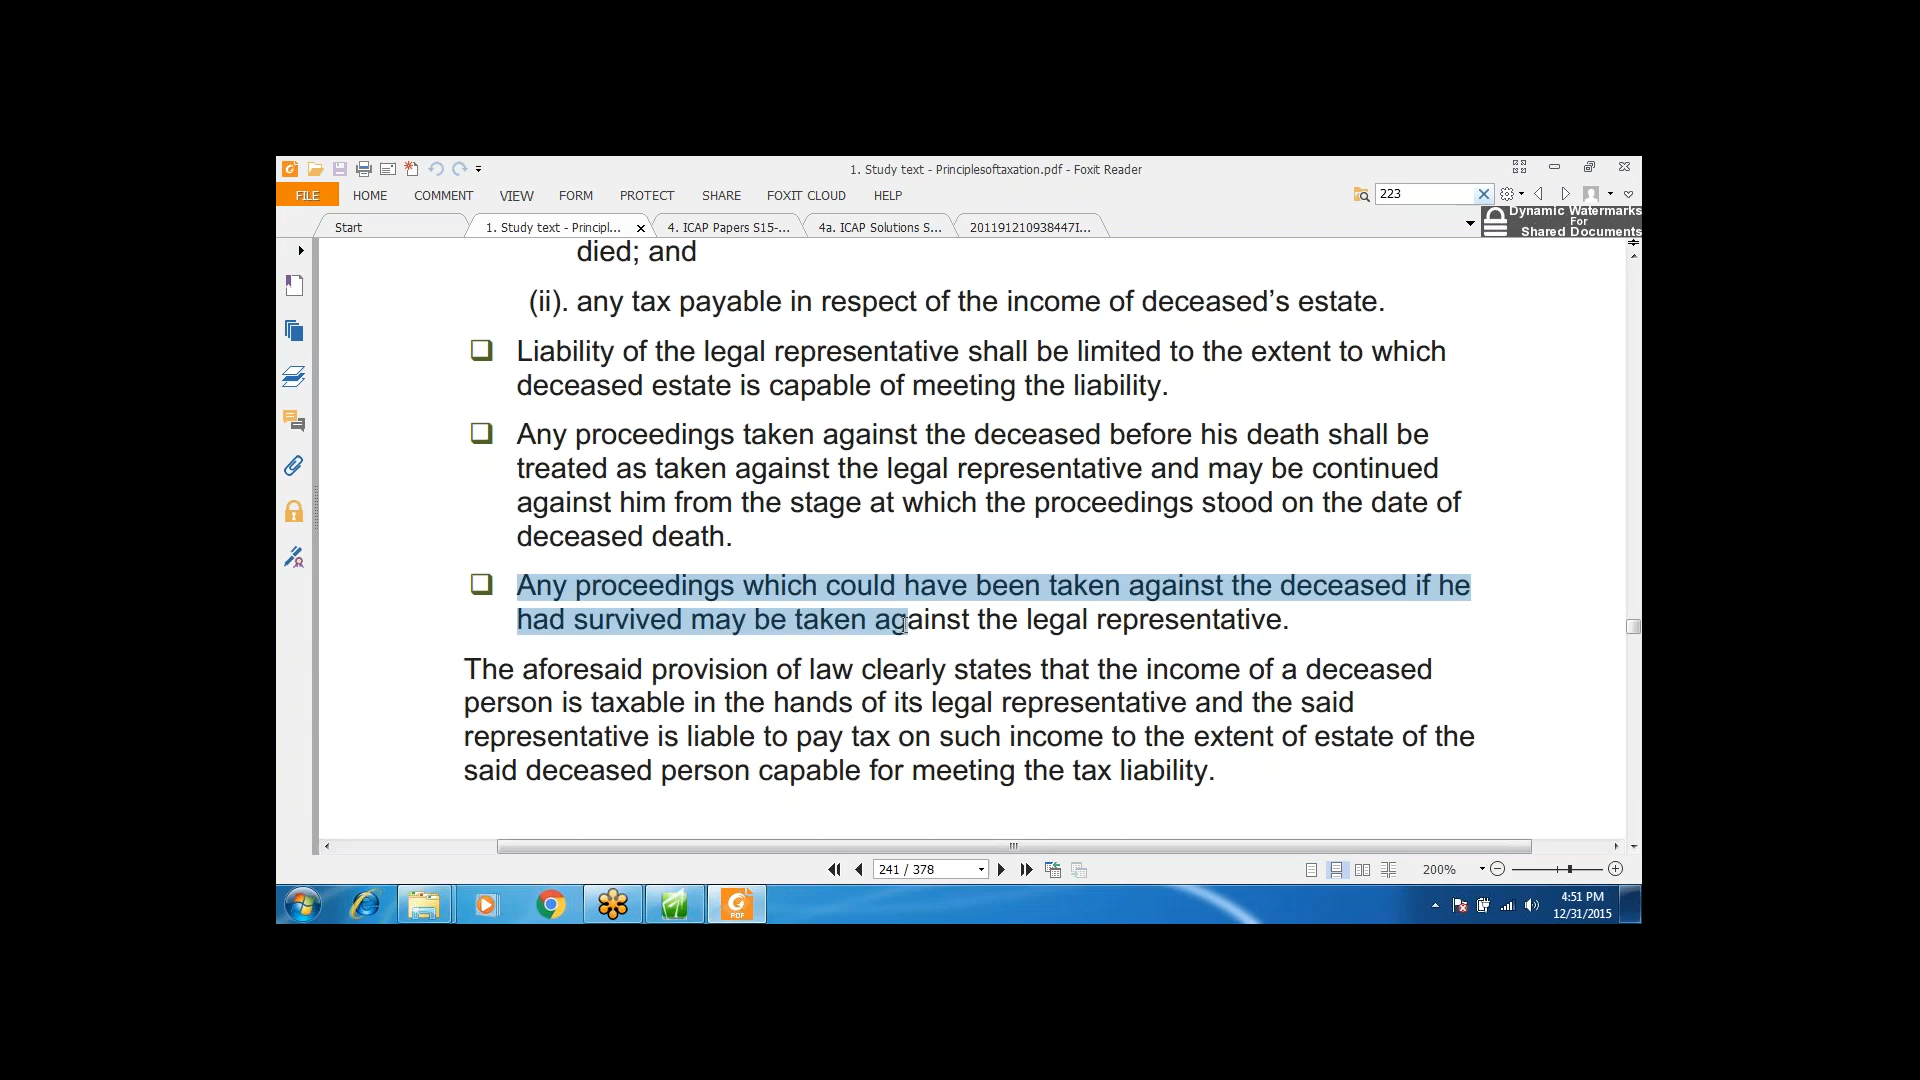 1. Study text - Principlesoftaxation.pdf - Foxit Reader
FILE HOME COMMENT VIEW FORM PROTECT SHARE FOXIT CLOUD HELP 223
Start 1. Study text - Principl... 4. ICAP Papers S15-... 4a. ICAP Solutions S... 201191210938447I...
Dynamic Watermarks
For
Shared Documents
died; and
(ii). any tax payable in respect of the income of deceased’s estate.
❑ Liability of the legal representative shall be limited to the extent to which
deceased estate is capable of meeting the liability.
❑ Any proceedings taken against the deceased before his death shall be
treated as taken against the legal representative and may be continued
against him from the stage at which the proceedings stood on the date of
deceased death.
❑ Any proceedings which could have been taken against the deceased if he
had survived may be taken against the legal representative.
The aforesaid provision of law clearly states that the income of a deceased
person is taxable in the hands of its legal representative and the said
representative is liable to pay tax on such income to the extent of estate of the
said deceased person capable for meeting the tax liability.
241 / 378
200%
PDF
4:51 PM
12/31/2015